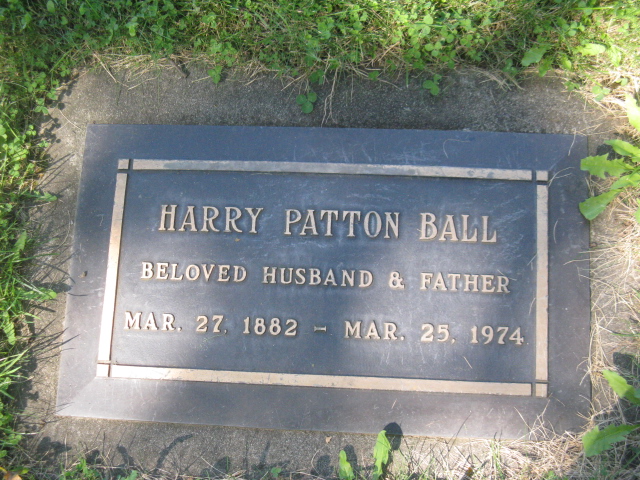 HARRY PATTON BALL
BELOVED HUSBAND & FATHER
MAR. 27, 1882 – MAR. 25, 1974